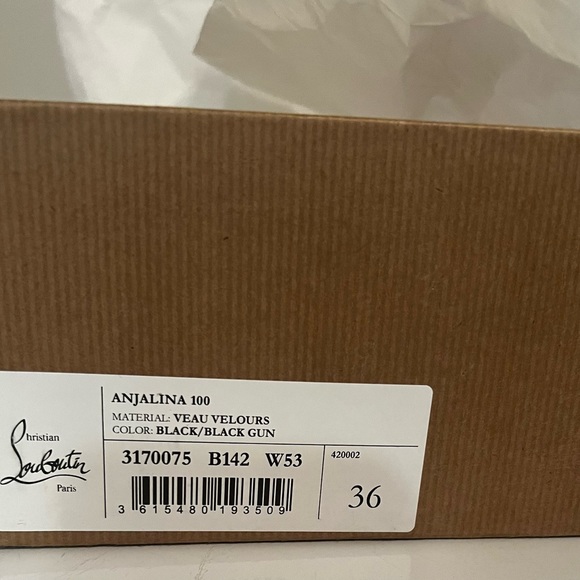 Christian
Louboutin
Paris
ANJALINA 100
MATERIAL: VEAU VELOURS
COLOR: BLACK/BLACK GUN
3170075 B142 W53
3 615480 193509
420002
36